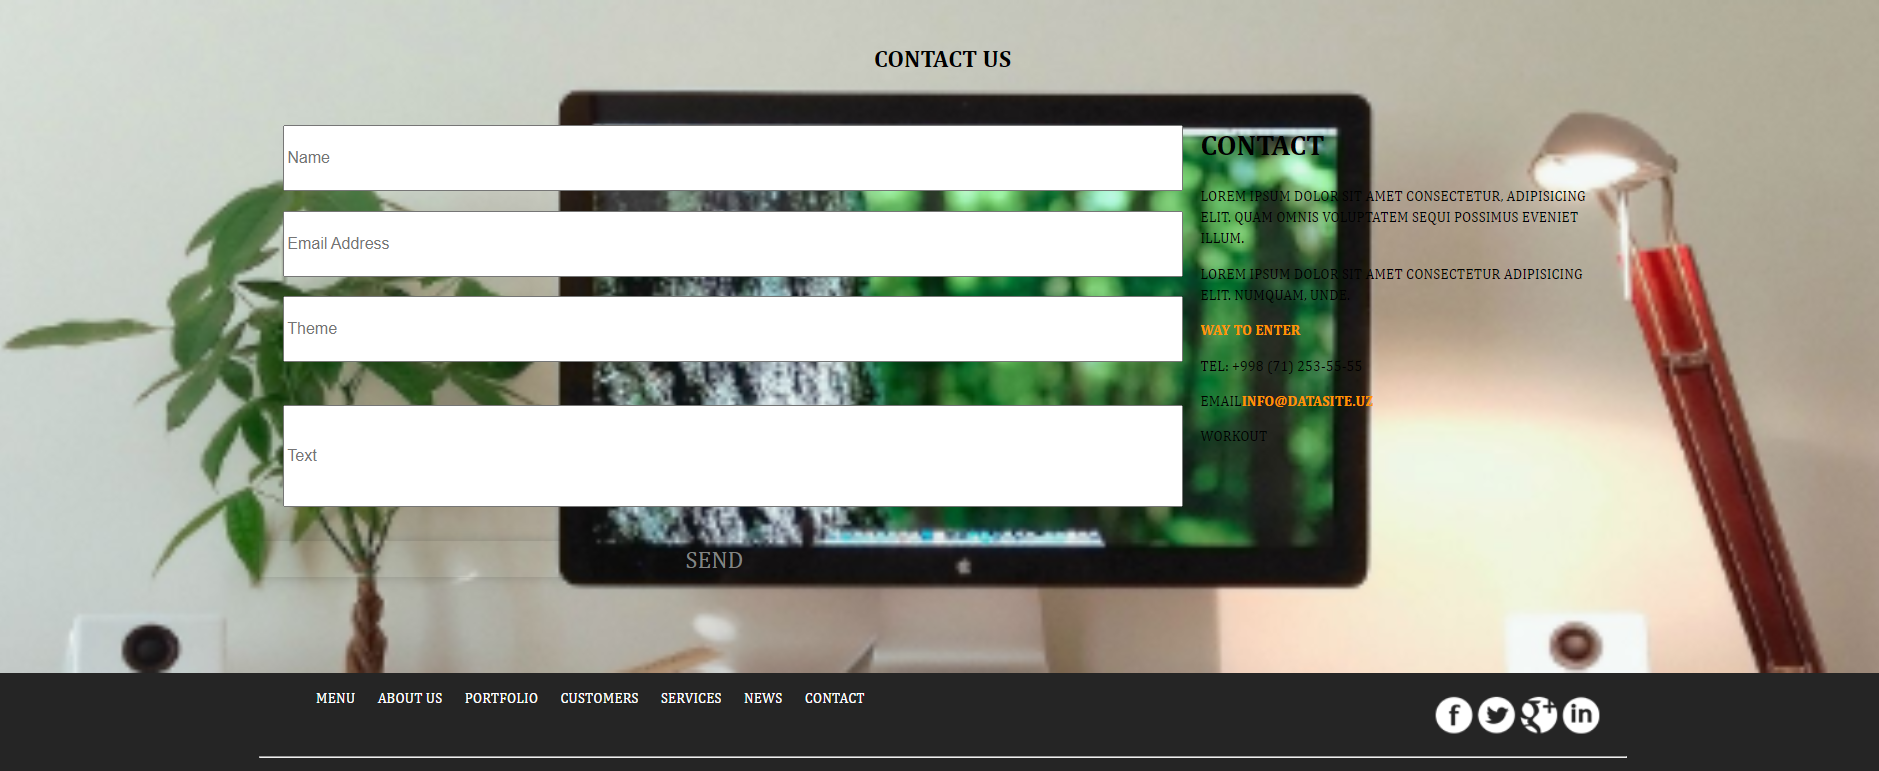 CONTACT US
Name
Email Address
Theme
Text
SEND
CONTACT
LOREM IPSUM DOLOR SIT AMET CONSECTETUR, ADIPISICING
ELIT. QUAM OMNIS VOLUPTATEM SEQUI POSSIMUS EVENIET
ILLUM.
LOREM IPSUM DOLOR SIT AMET CONSECTETUR ADIPISICING
ELIT. NUMQUAM, UNDE.
WAY TO ENTER
TEL: +998 (71) 253-55-55
EMAILINFO@DATASITE.UZ
WORKOUT
MENU ABOUT US PORTFOLIO CUSTOMERS SERVICES NEWS CONTACT
f g+ in